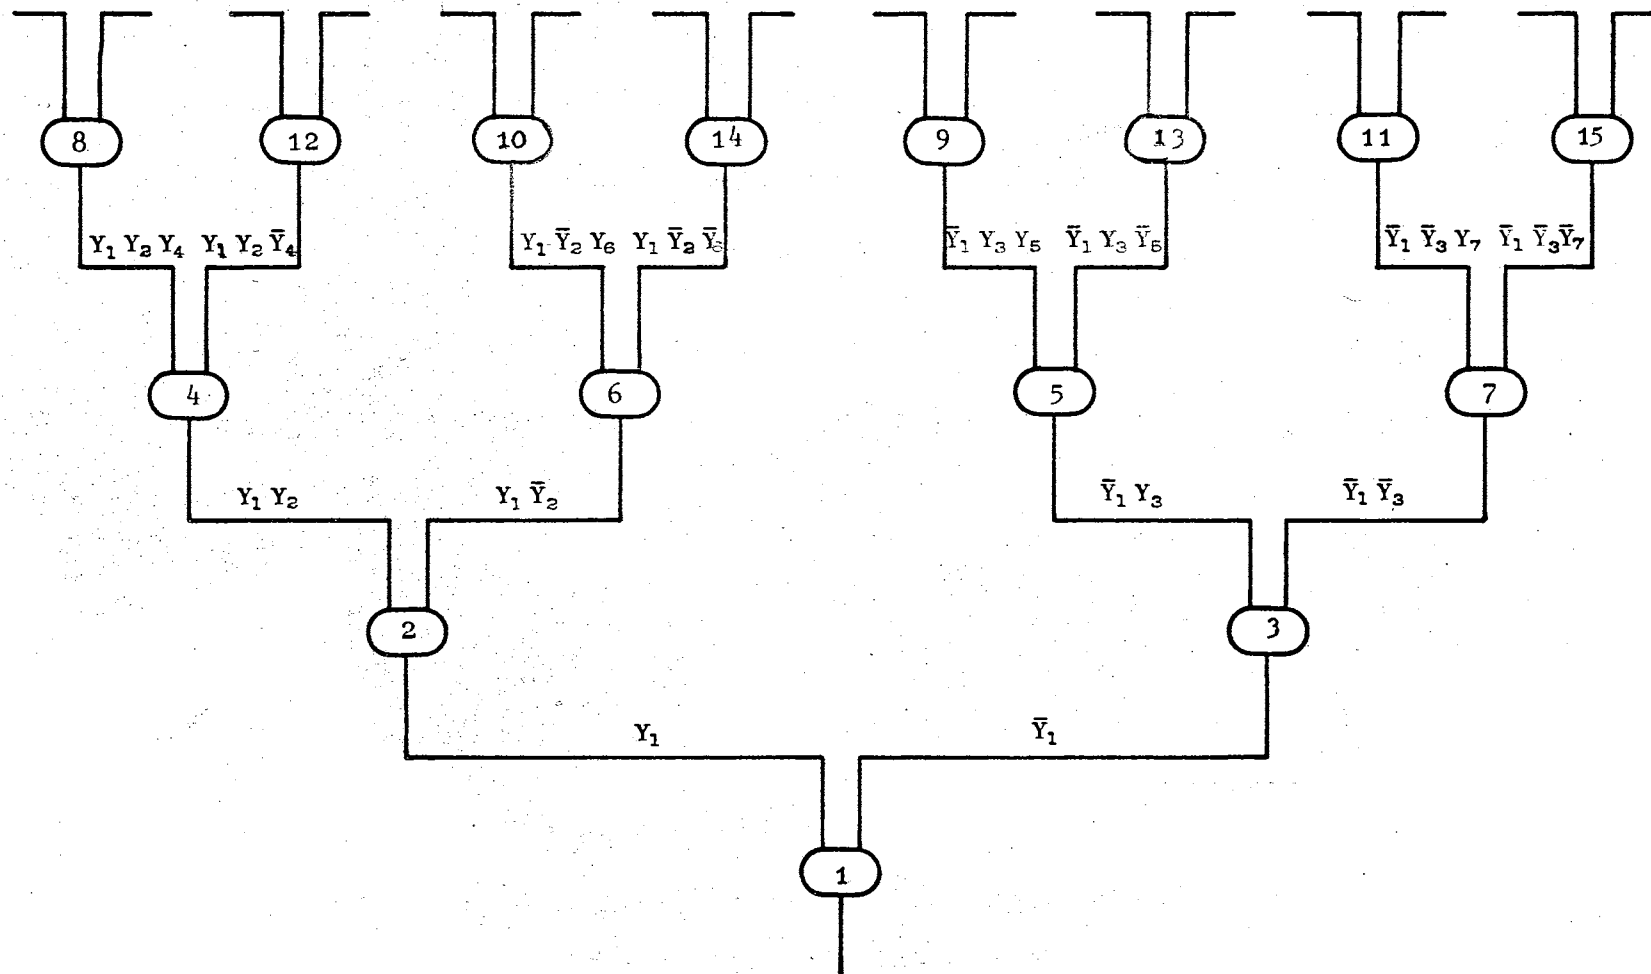 8 12 10 14 9 13 11 15
Y₁ Y₂ Y₄ Y₁ Y₂ Ȳ₄ Y₁ Ȳ₂ Y₆ Y₁ Ȳ₂ Ȳ₆ Ȳ₁ Y₃ Y₅ Ȳ₁ Y₃ Ȳ₅ Ȳ₁ Ȳ₃ Y₇ Ȳ₁ Ȳ₃ Ȳ₇
4 6 5 7
Y₁ Y₂ Y₁ Ȳ₂ Ȳ₁ Y₃ Ȳ₁ Ȳ₃
2 3
Y₁ Ȳ₁
1